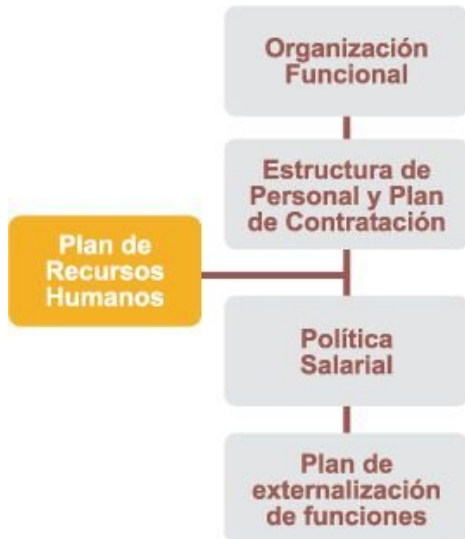 Organización
Funcional
Estructura de
Personal y Plan
de Contratación
Plan de
Recursos
Humanos
Política
Salarial
Plan de
externalización
de funciones